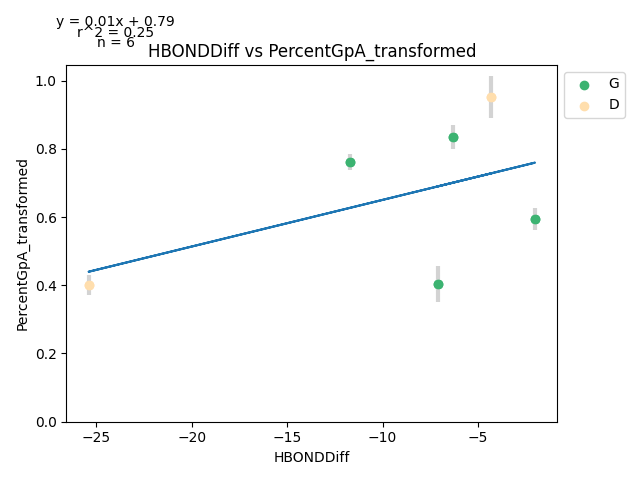 y = 0.01x + 0.79
r^2 = 0.25
n = 6
HBONDDiff vs PercentGpA_transformed
G
D
PercentGpA_transformed
1.0
0.8
0.6
0.4
0.2
0.0
−25
−20
−15
−10
−5
HBONDDiff